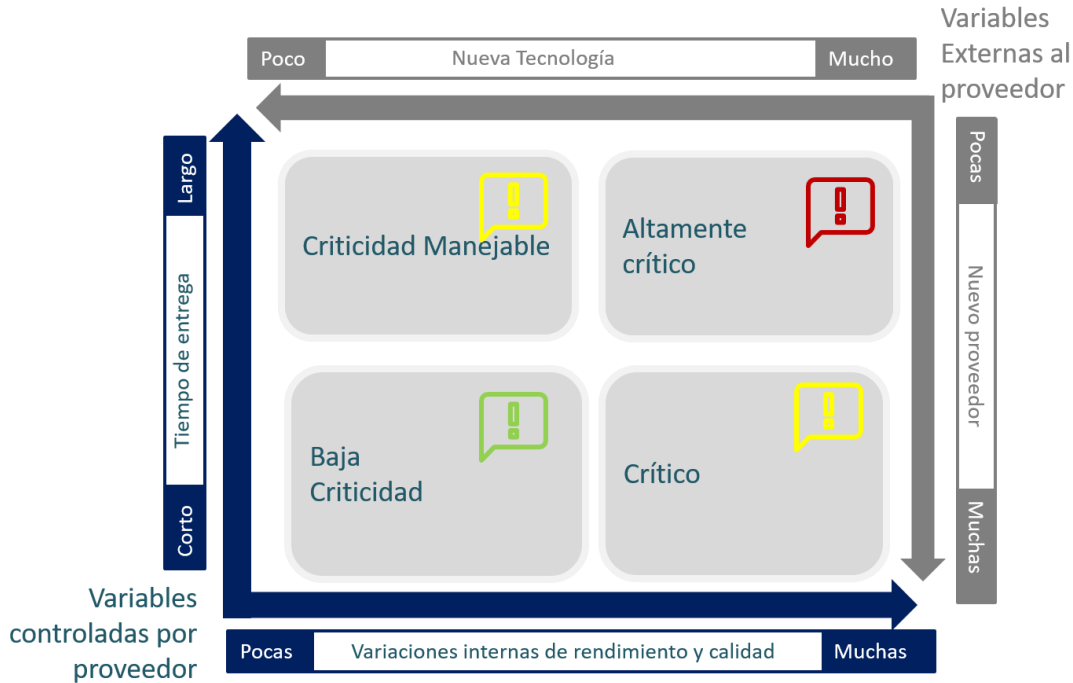 Variables
Externas al
proveedor
Poco
Nueva Tecnología
Mucho
Largo
Tiempo de entrega
Corto
Criticidad Manejable
Altamente
crítico
Baja
Criticidad
Crítico
Pocas
Nuevo proveedor
Muchas
Variables
controladas por
proveedor
Pocas
Variaciones internas de rendimiento y calidad
Muchas